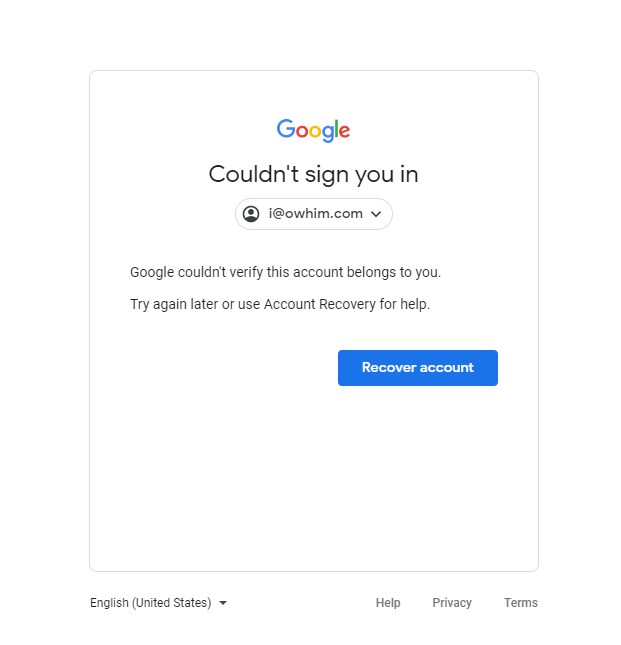 Google
Couldn't sign you in
i@owhim.com
Google couldn't verify this account belongs to you.
Try again later or use Account Recovery for help.
Recover account
English (United States)
Help
Privacy
Terms